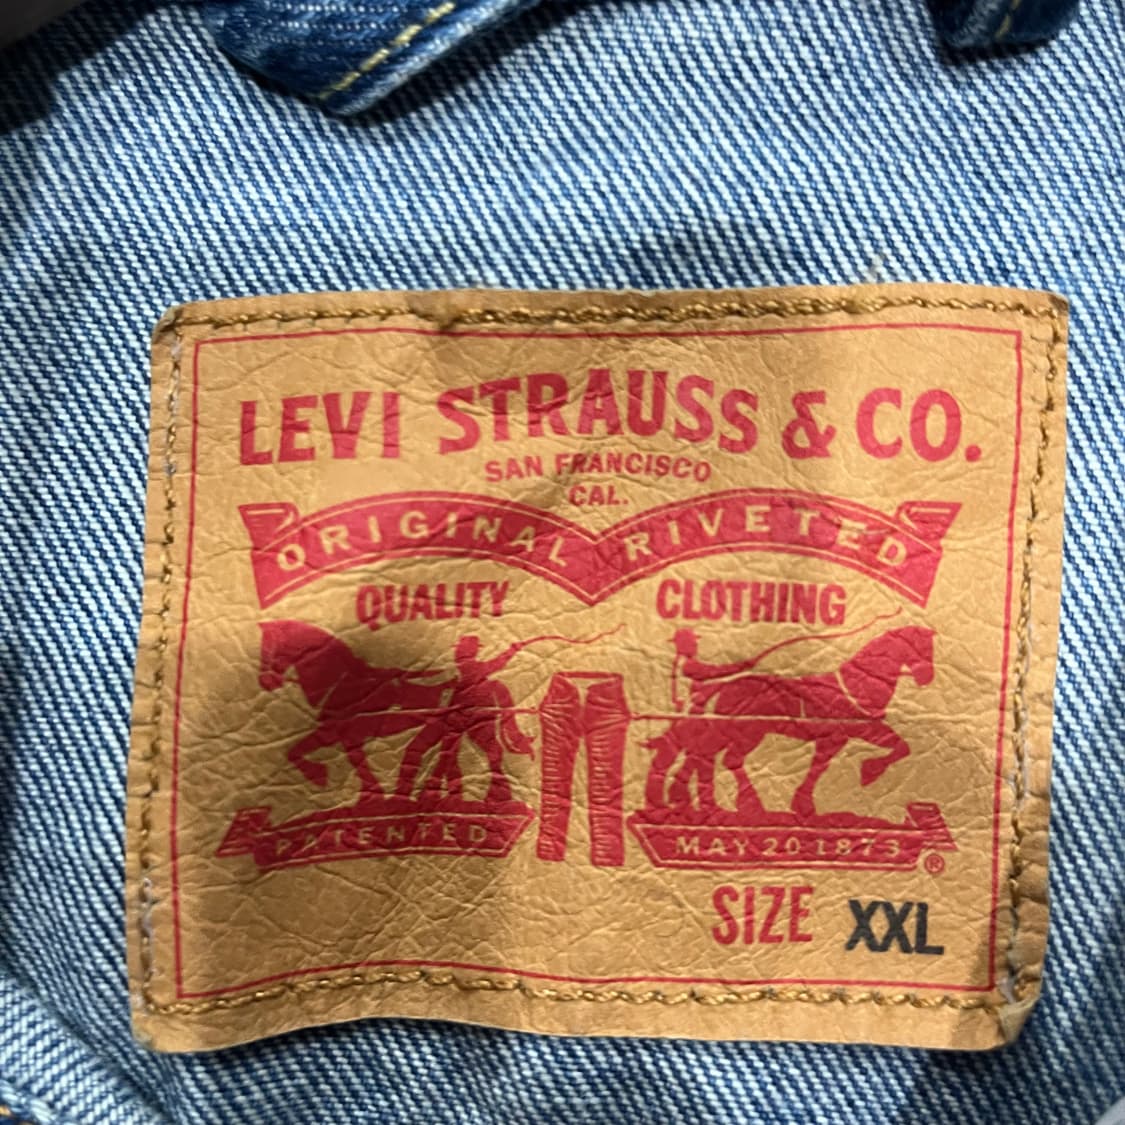 LEVI STRAUSS & CO.
SAN FRANCISCO
CAL.
ORIGINAL RIVETED
QUALITY CLOTHING
PATENTED MAY 20 1873 ®
SIZE XXL